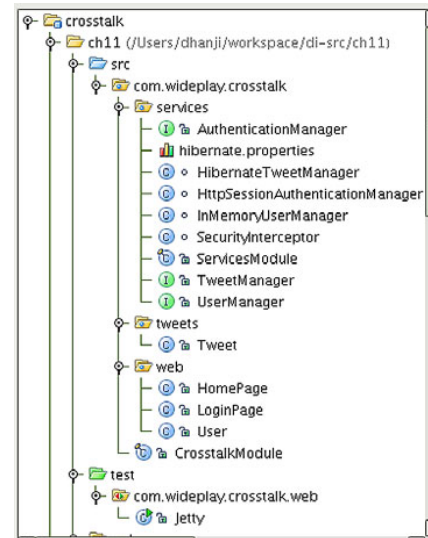 crosstalk
ch11 (/Users/dhanji/workspace/di-src/ch11)
src
com.wideplay.crosstalk
services
AuthenticationManager
hibernate.properties
HibernateTweetManager
HttpSessionAuthenticationManager
InMemoryUserManager
SecurityInterceptor
ServicesModule
TweetManager
UserManager
tweets
Tweet
web
HomePage
LoginPage
User
CrosstalkModule
test
com.wideplay.crosstalk.web
Jetty